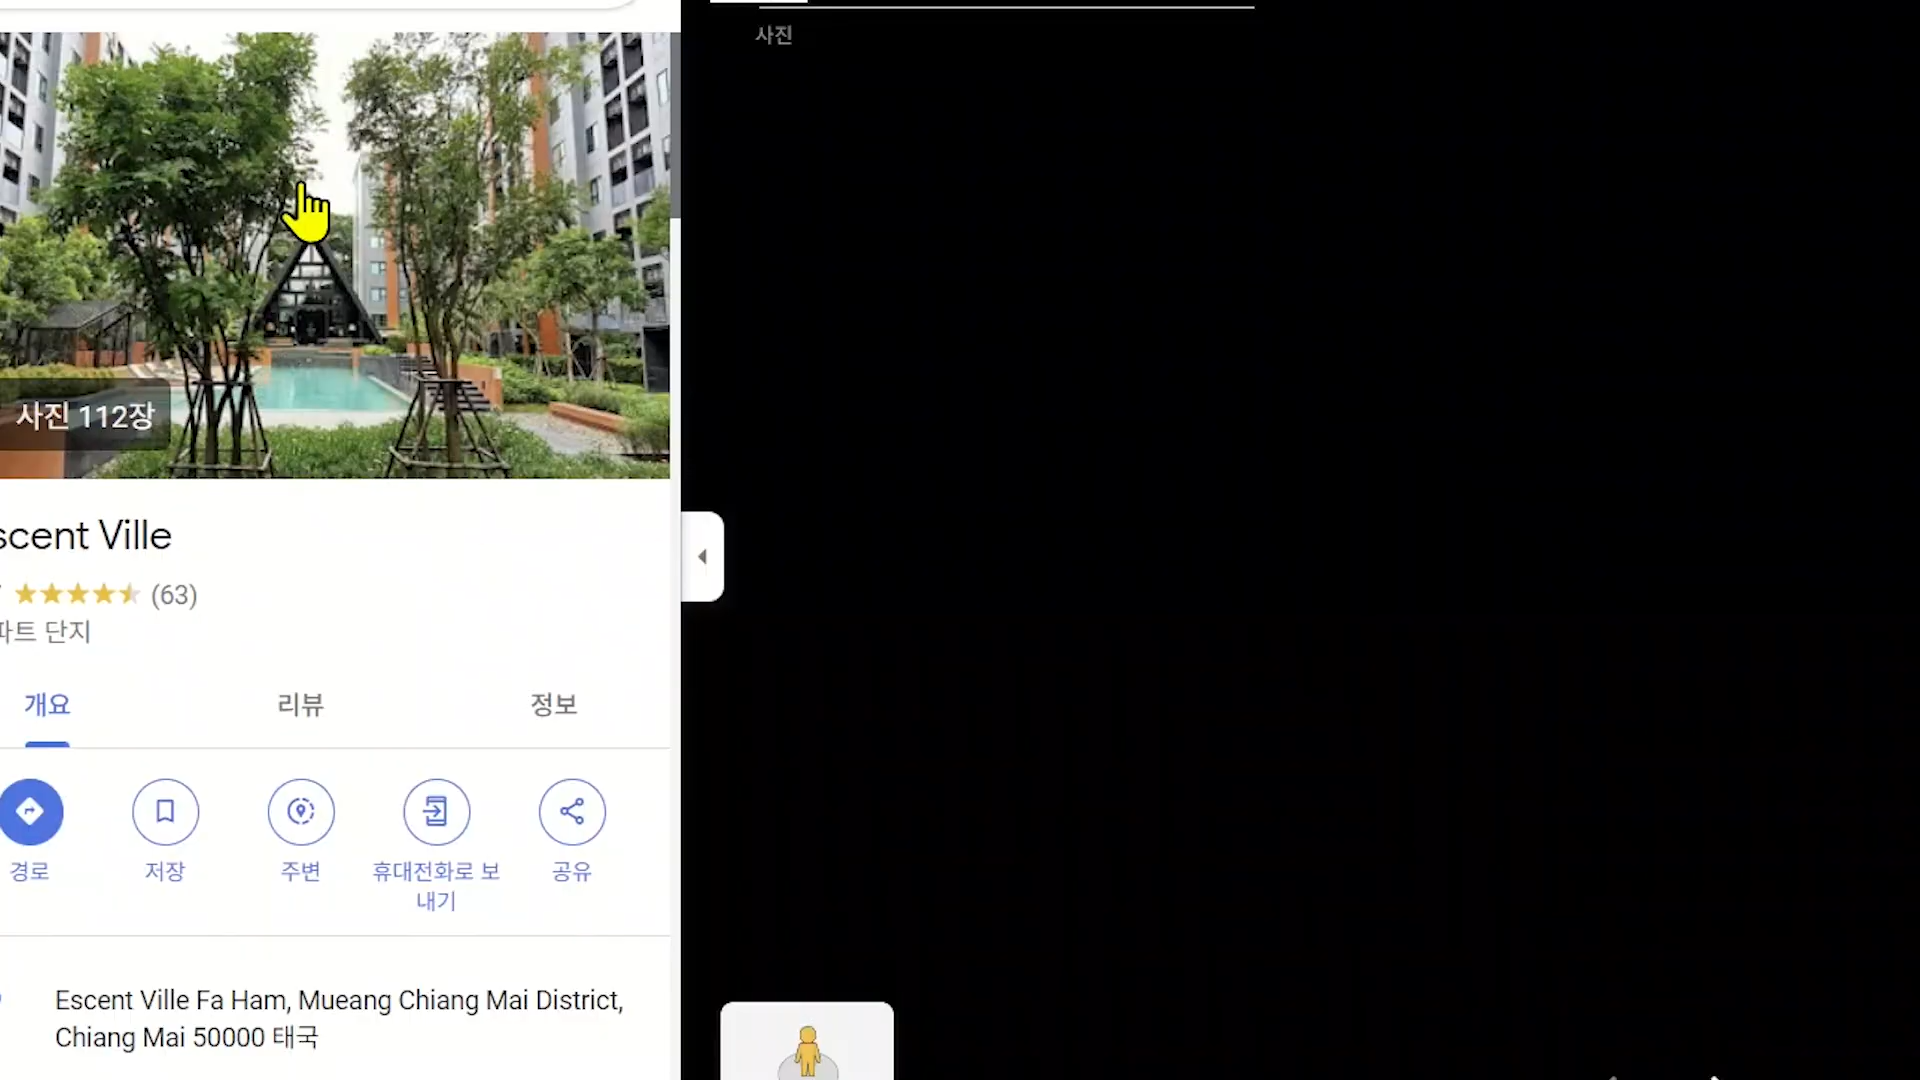 사진
사진 112장
scent Ville
(63)
파트 단지
개요 리뷰 정보
경로 저장 주변 휴대전화로 보 공유
내기
Escent Ville Fa Ham, Mueang Chiang Mai District,
Chiang Mai 50000 태국